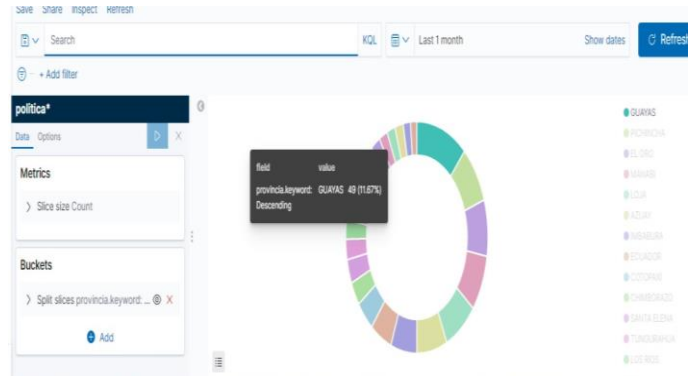 Save Share Inspect Refresh
Search KQL Last 1 month Show dates Refresh
+ Add filter
politica*
Data Options
Metrics
Slice size Count
Buckets
Split slices provincia.keyword: ...
Add
field value
provincia.keyword: GUAYAS 49 (11.67%)
Descending
GUAYAS
PICHINCHA
EL ORO
MANABI
LOJA
AZUAY
IMBABURA
ECUADOR
COTOPAXI
CHIMBORAZO
SANTA ELENA
TUNGURAHUA
LOS RIOS